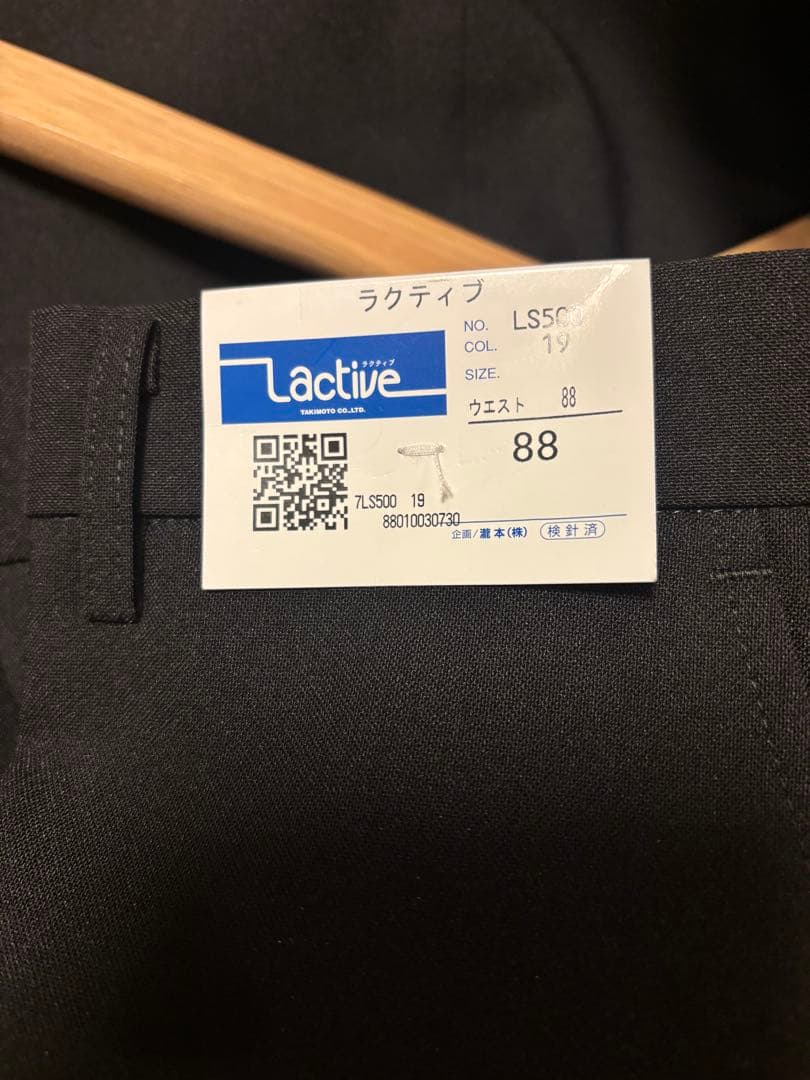 ラクティブ
ラクティブ
Lactive
TAKIMOTO CO.,LTD.
NO. LS500
COL. 19
SIZE.
ウエスト 88
88
7LS500 19
88010030730
企画/瀧本(株) 検針済